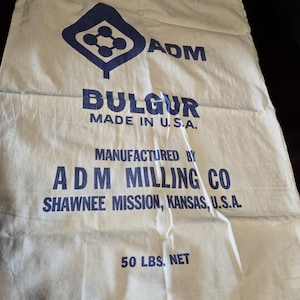 ADM
BULGUR
MADE IN U.S.A.
MANUFACTURED BY
ADM MILLING CO
SHAWNEE MISSION, KANSAS, U.S.A.
50 LBS. NET